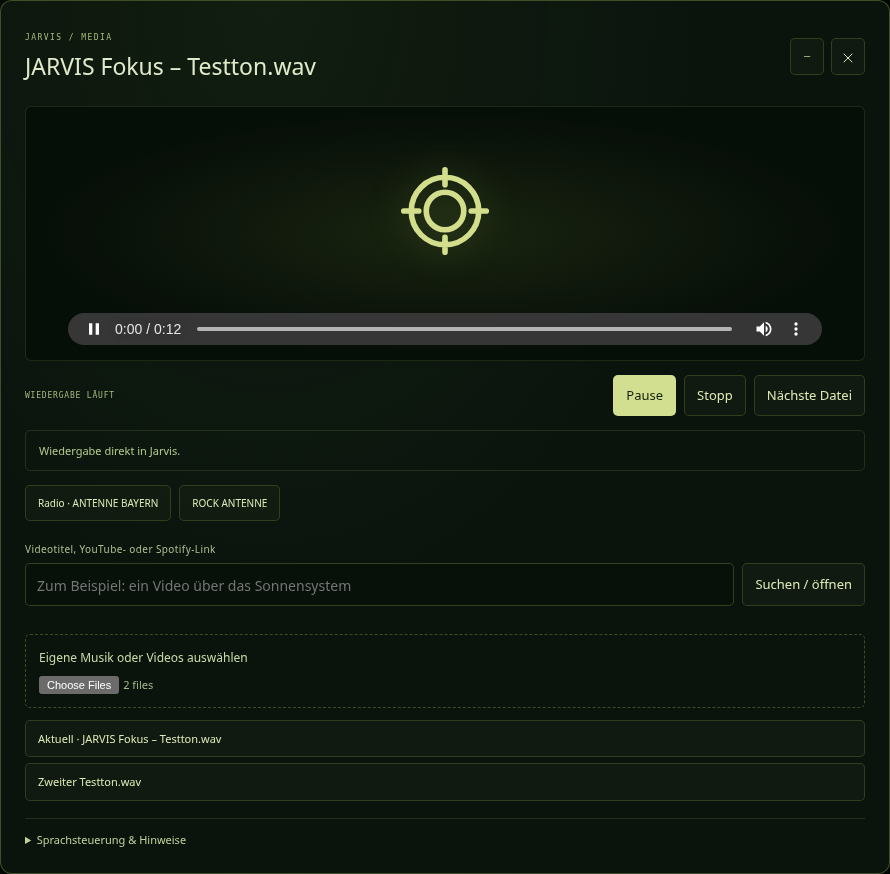 JARVIS / MEDIA
JARVIS Fokus – Testton.wav
0:00 / 0:12
WIEDERGABE LÄUFT
Pause
Stopp
Nächste Datei
Wiedergabe direkt in Jarvis.
Radio · ANTENNE BAYERN
ROCK ANTENNE
Videotitel, YouTube- oder Spotify-Link
Zum Beispiel: ein Video über das Sonnensystem
Suchen / öffnen
Eigene Musik oder Videos auswählen
Choose Files 2 files
Aktuell · JARVIS Fokus – Testton.wav
Zweiter Testton.wav
Sprachsteuerung & Hinweise